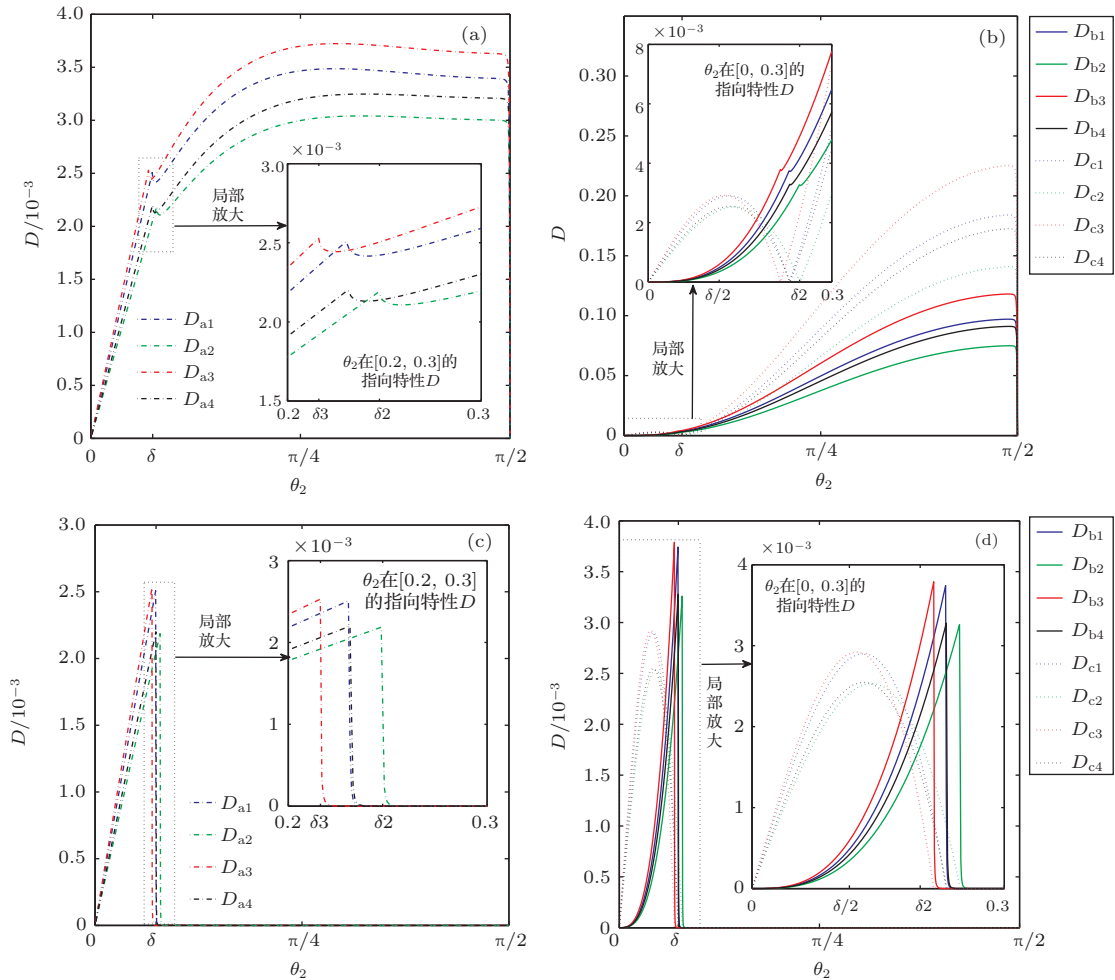 (a)
4.0
3.5
3.0
2.5
2.0
1.5
1.0
0.5
0
D/10⁻³
0
δ
π/4
π/2
θ₂
局部
放大
×10⁻³
3.0
2.5
2.0
1.5
0.2
δ3
δ2
0.3
θ₂在[0.2, 0.3]的
指向特性D
Da1
Da2
Da3
Da4
(b)
0.35
0.30
0.25
0.20
0.15
0.10
0.05
0
D
0
δ
π/4
π/2
θ₂
×10⁻³
8
6
4
2
0
0
δ/2
δ2
0.3
θ₂在[0, 0.3]的
指向特性D
局部
放大
Db1
Db2
Db3
Db4
Dc1
Dc2
Dc3
Dc4
(c)
3.0
2.5
2.0
1.5
1.0
0.5
0
D/10⁻³
0
δ
π/4
π/2
θ₂
局部
放大
×10⁻³
3
2
1
0
0.2
δ3
δ2
0.3
θ₂在[0.2, 0.3]
的指向特性D
Da1
Da2
Da3
Da4
(d)
4.0
3.5
3.0
2.5
2.0
1.5
1.0
0.5
0
D/10⁻³
0
δ
π/4
π/2
θ₂
局部放大
×10⁻³
4
3
2
1
0
0
δ/2
δ2
0.3
θ₂在[0, 0.3]的
指向特性D
Db1
Db2
Db3
Db4
Dc1
Dc2
Dc3
Dc4